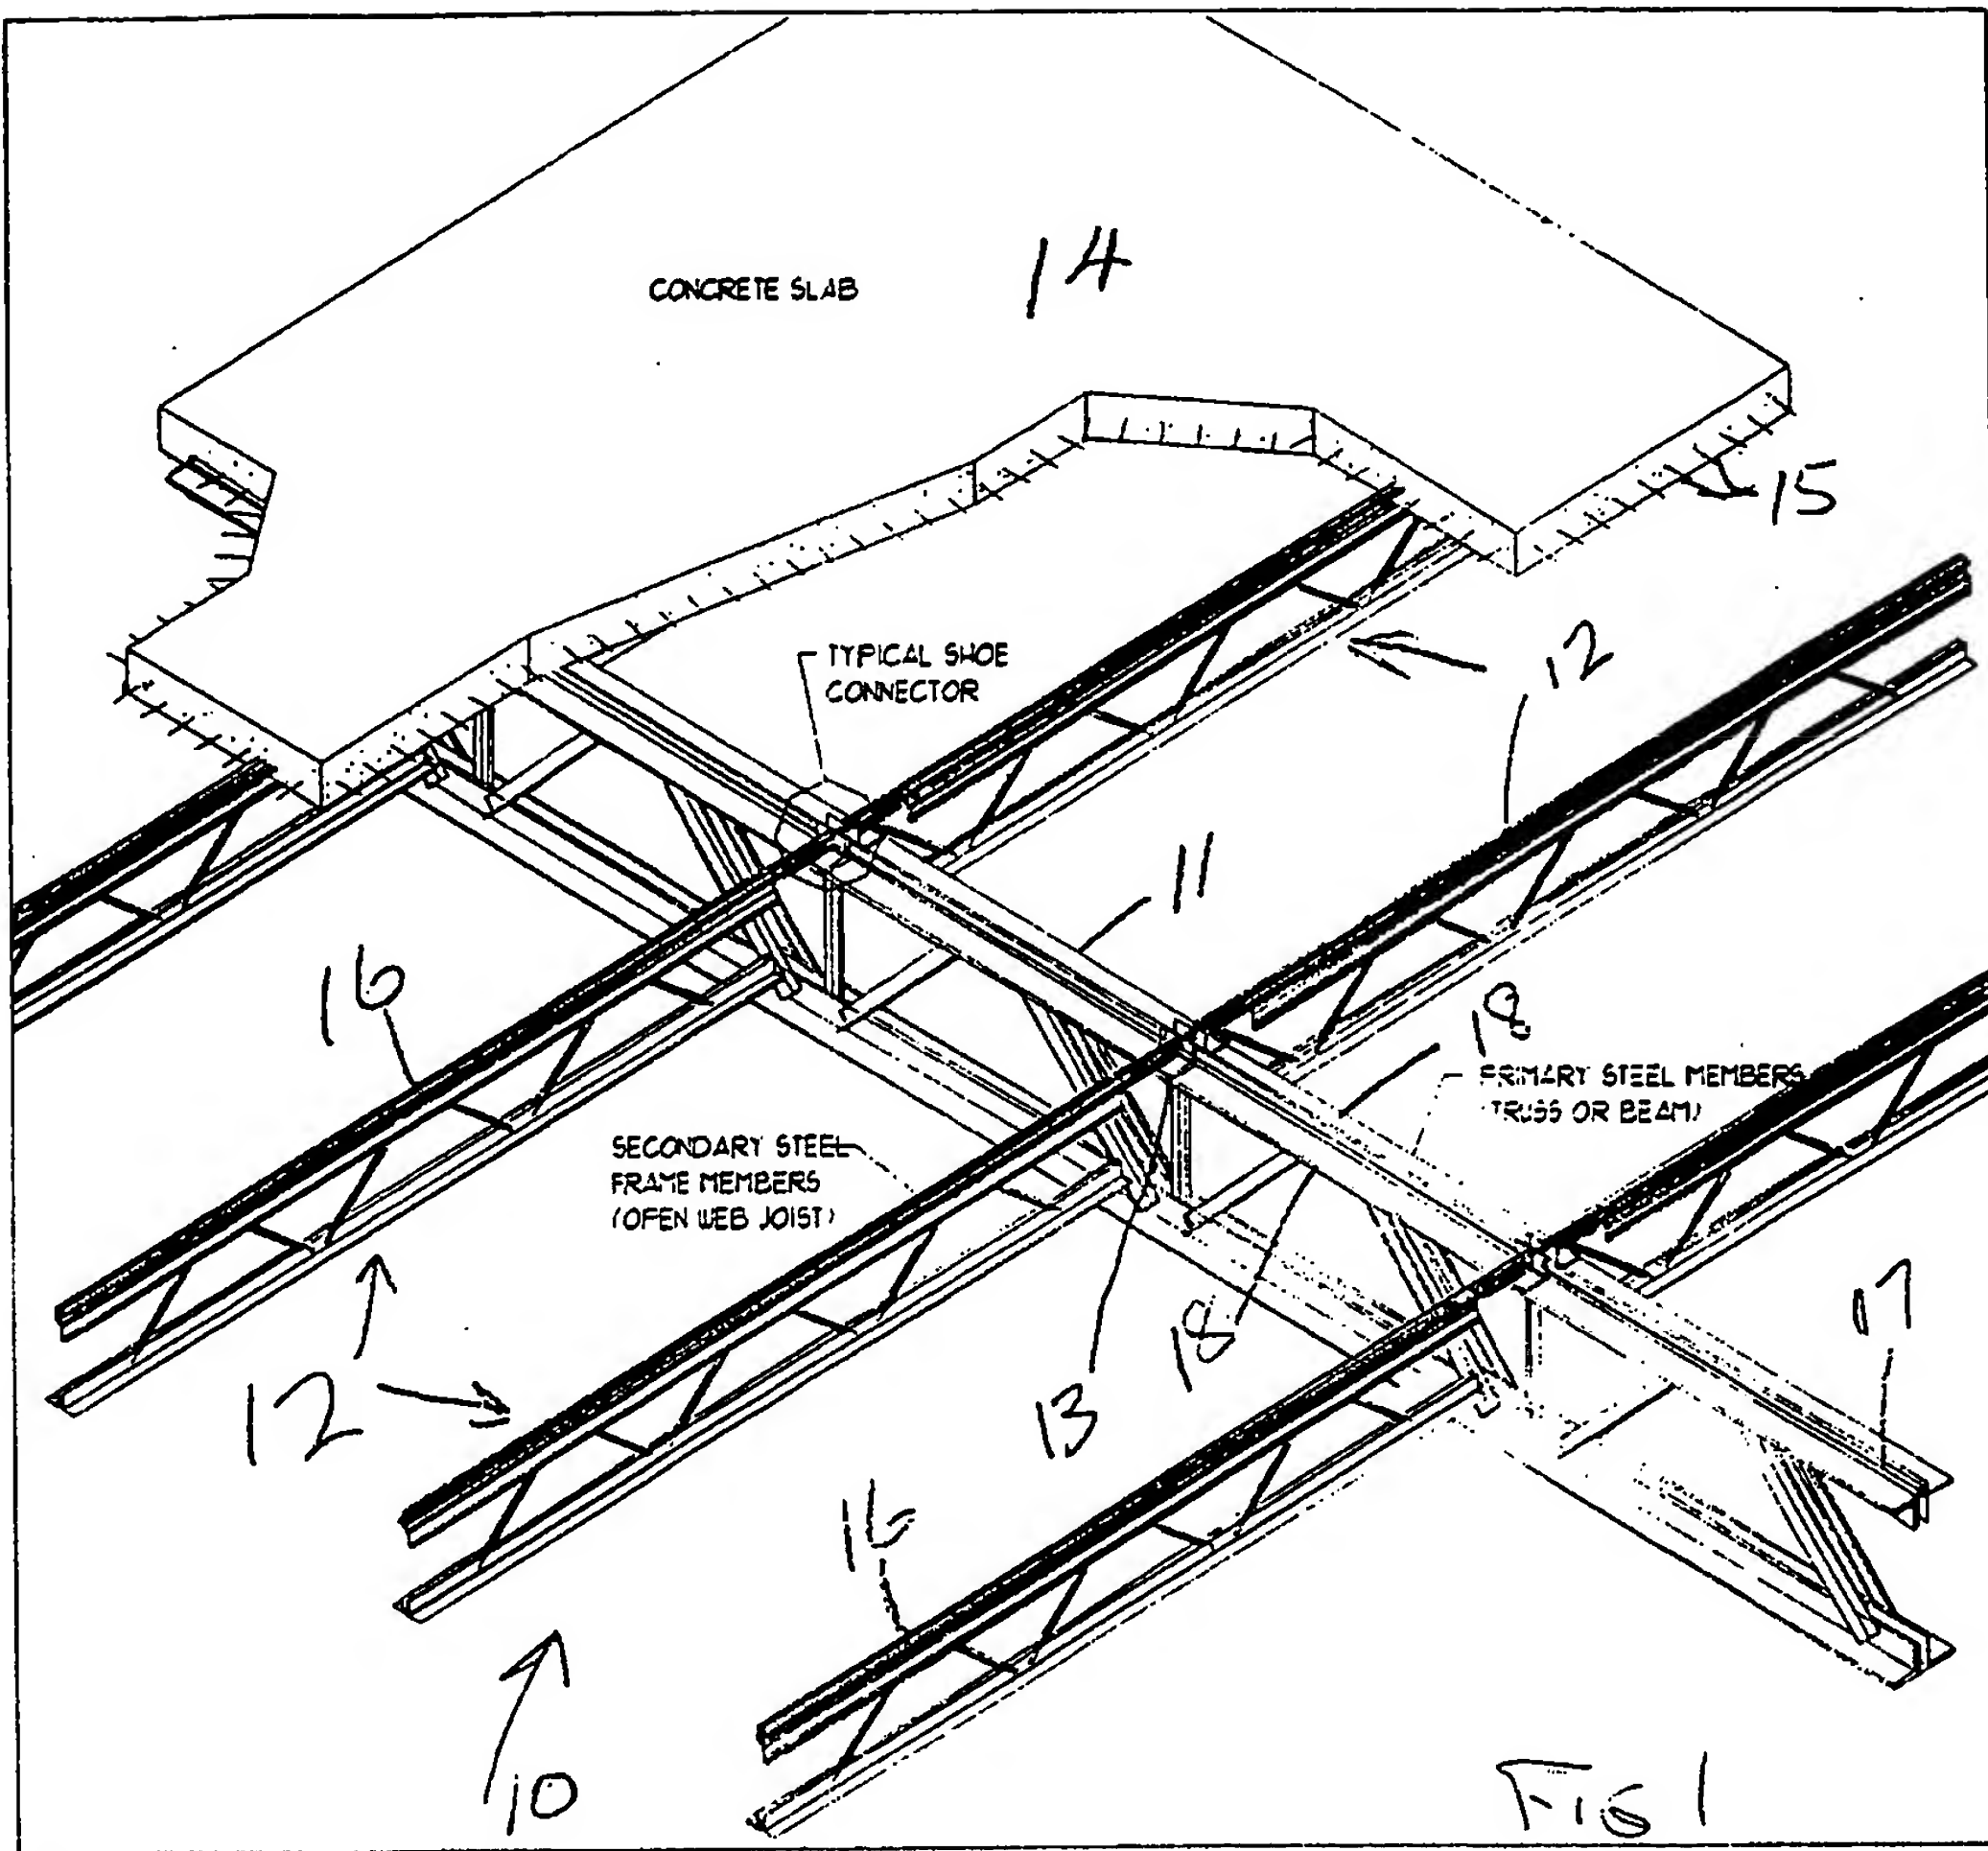 CONCRETE SLAB
14
15
TYPICAL SHOE
CONNECTOR
12
11
16
18
PRIMARY STEEL MEMBERS
(TRUSS OR BEAM)
SECONDARY STEEL
FRAME MEMBERS
(OPEN WEB JOIST)
12
13
18
17
16
10
FIG 1